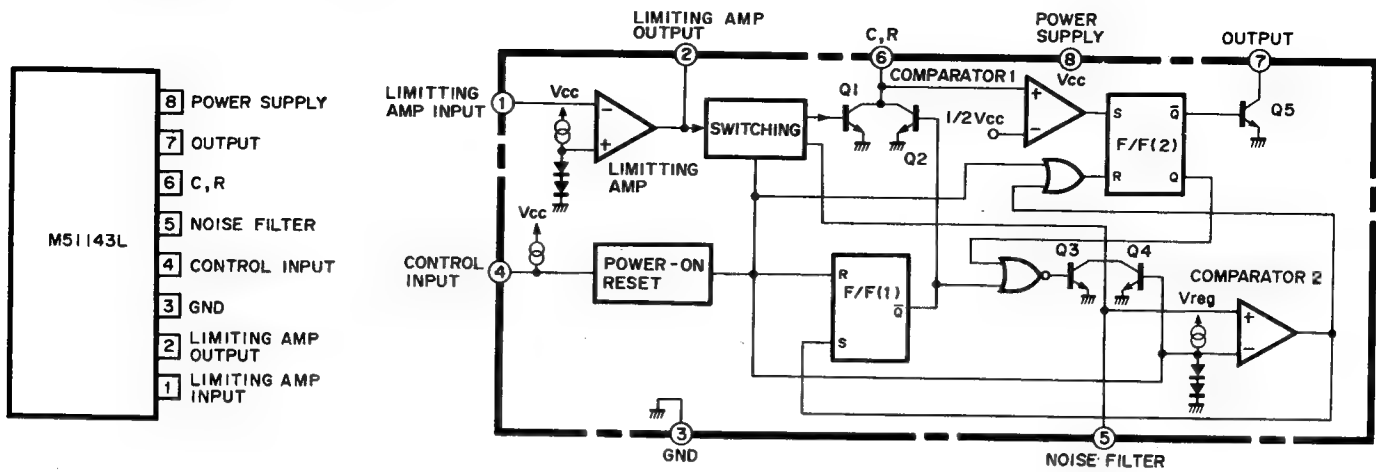 M51143L
8 POWER SUPPLY
7 OUTPUT
6 C,R
5 NOISE FILTER
4 CONTROL INPUT
3 GND
2 LIMITING AMP
OUTPUT
1 LIMITING AMP
INPUT
LIMITING AMP
OUTPUT
2
C,R
6
POWER
SUPPLY
8
Vcc
OUTPUT
7
LIMITTING
AMP INPUT
1
Vcc
−
+
LIMITTING
AMP
SWITCHING
Q1
Q2
COMPARATOR 1
1/2Vcc
+
−
S
R
Q̅
Q
F/F(2)
Q5
CONTROL
INPUT
4
Vcc
POWER-ON
RESET
R
F/F(1)
Q̅
S
Q3
Q4
COMPARATOR 2
Vreg
+
−
3
GND
5
NOISE FILTER